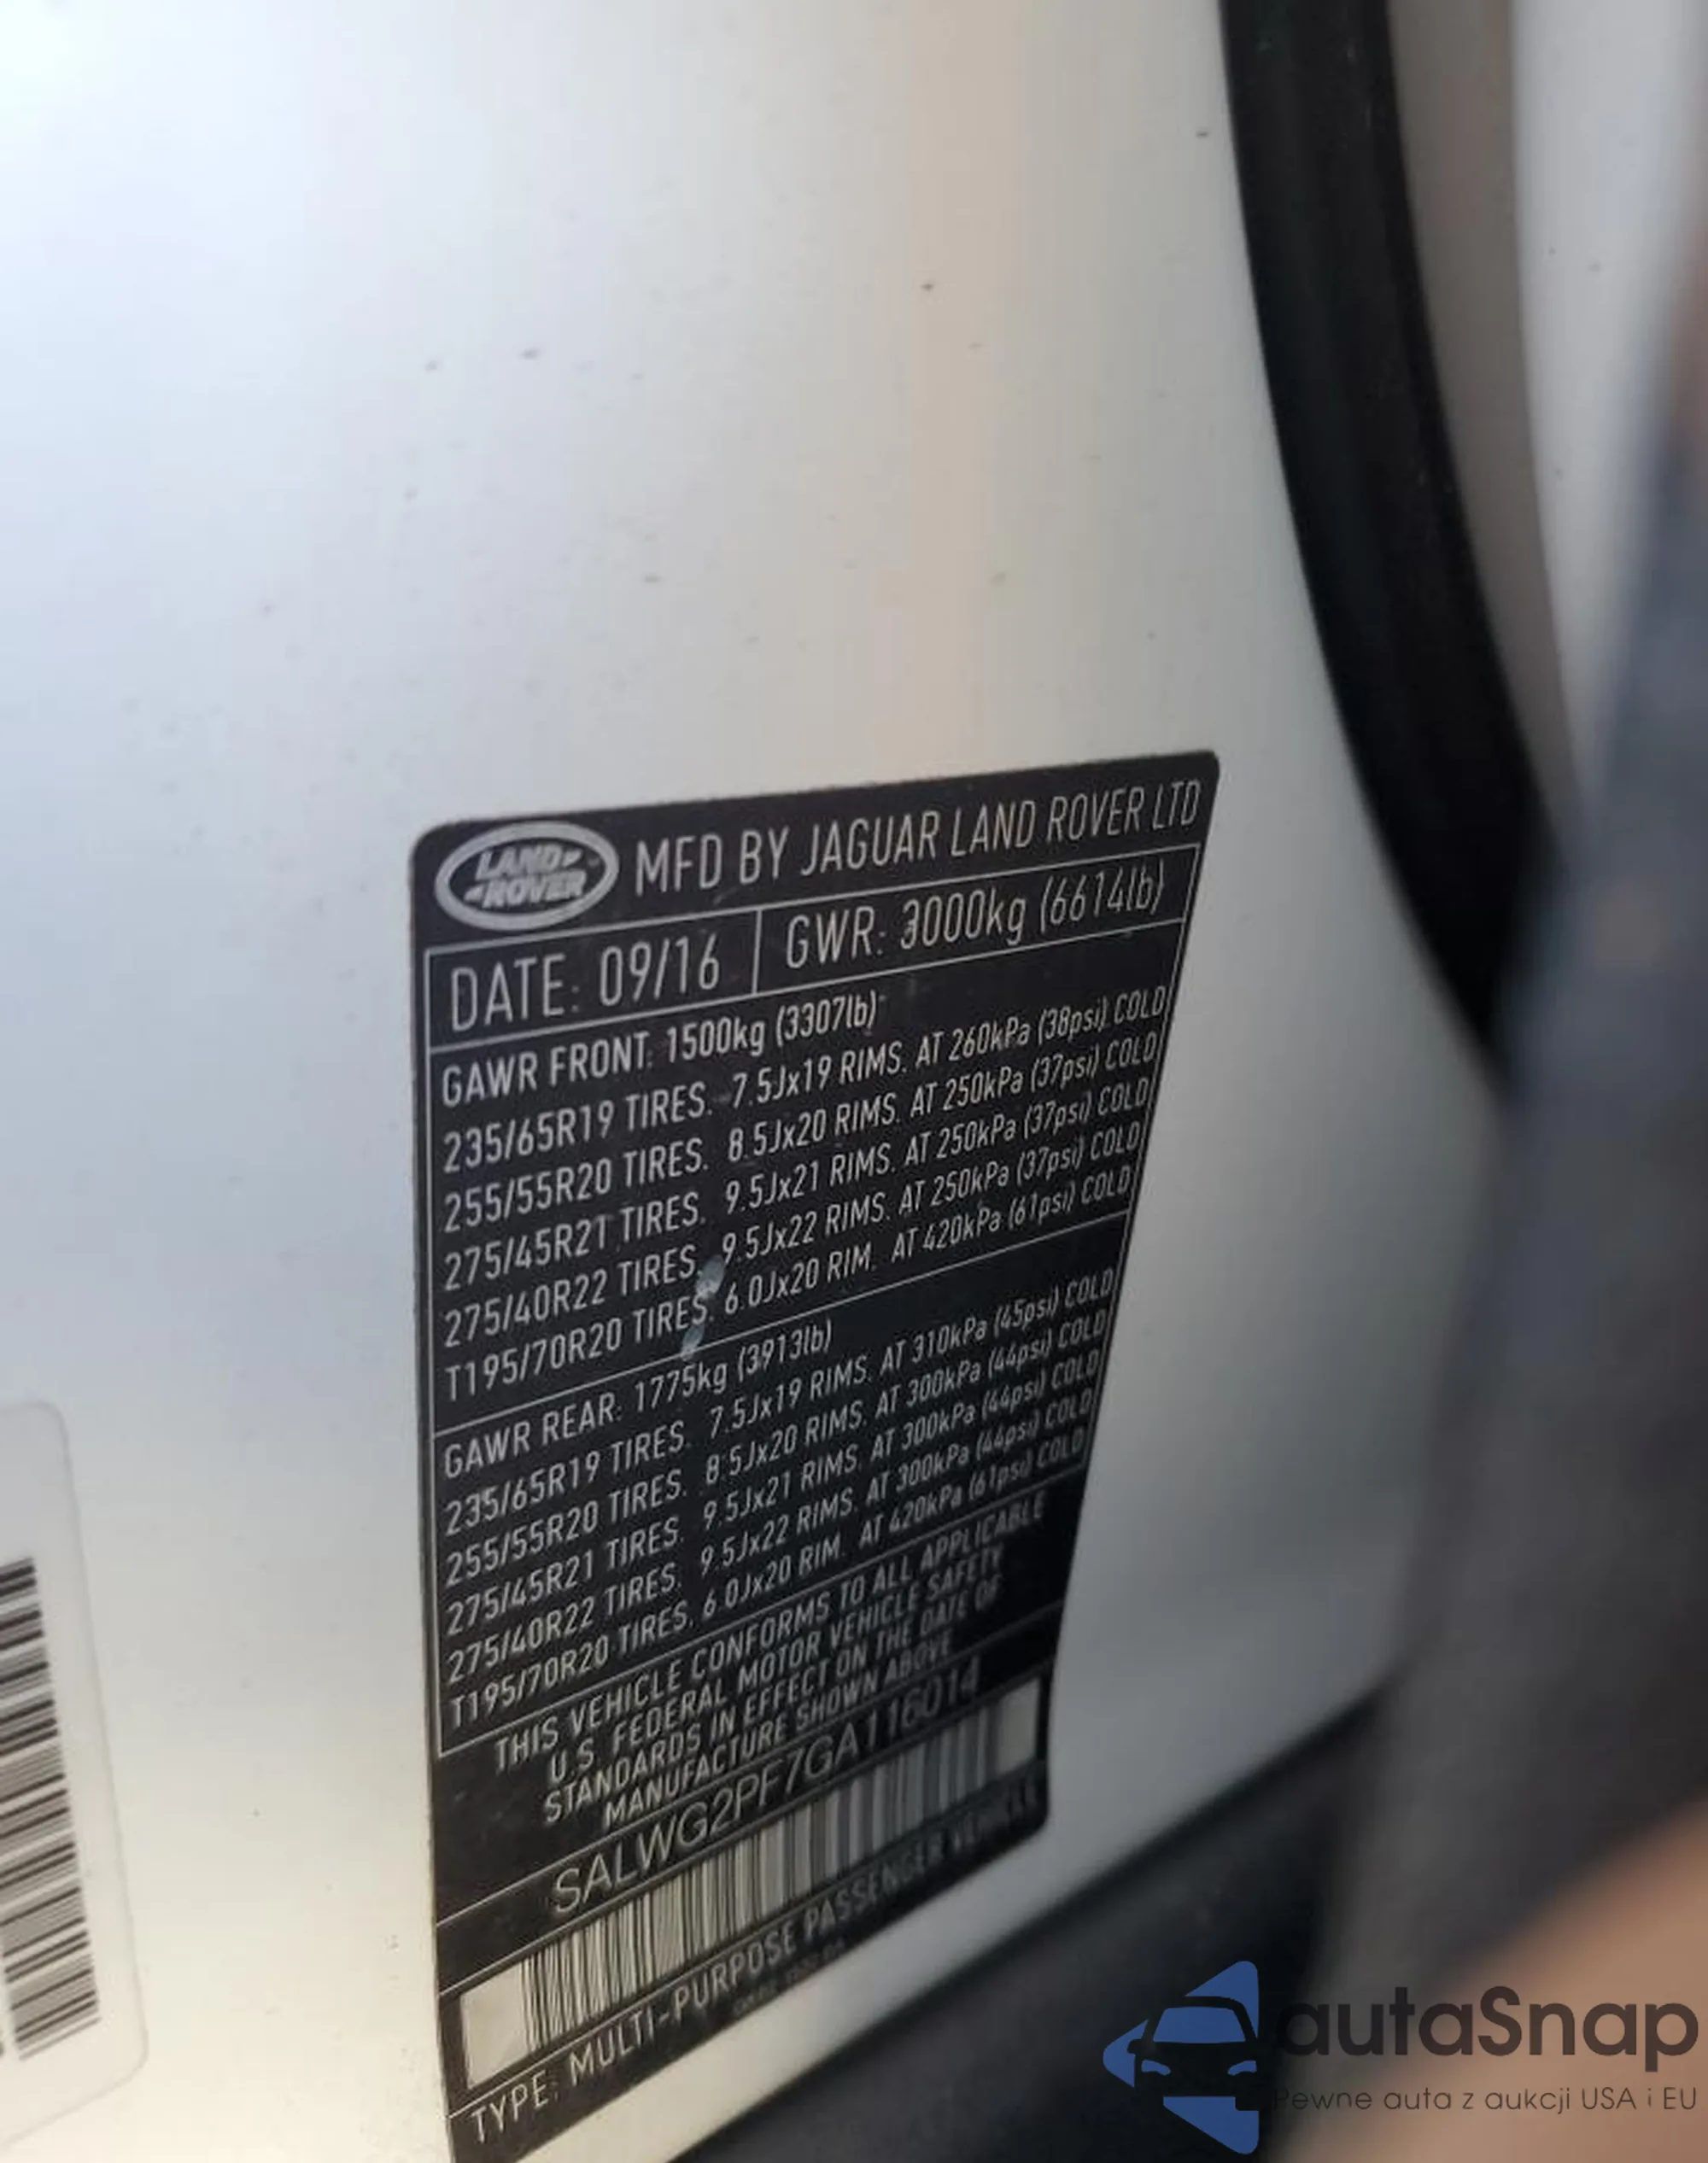 LAND ROVER
MFD BY JAGUAR LAND ROVER LTD
DATE: 09/16
GWR: 3000kg (6614lb)
GAWR FRONT: 1500kg (3307lb)
235/65R19 TIRES. 7.5Jx19 RIMS. AT 260kPa (38psi) COLD
255/55R20 TIRES. 8.5Jx20 RIMS. AT 250kPa (37psi) COLD
275/45R21 TIRES. 9.5Jx21 RIMS. AT 250kPa (37psi) COLD
275/40R22 TIRES. 9.5Jx22 RIMS. AT 250kPa (37psi) COLD
T195/70R20 TIRES. 6.0Jx20 RIM. AT 420kPa (61psi) COLD
GAWR REAR: 1775kg (3913lb)
235/65R19 TIRES. 7.5Jx19 RIMS. AT 310kPa (45psi) COLD
255/55R20 TIRES. 8.5Jx20 RIMS. AT 300kPa (44psi) COLD
275/45R21 TIRES. 9.5Jx21 RIMS. AT 300kPa (44psi) COLD
275/40R22 TIRES. 9.5Jx22 RIMS. AT 300kPa (44psi) COLD
T195/70R20 TIRES. 6.0Jx20 RIM. AT 420kPa (61psi) COLD
THIS VEHICLE CONFORMS TO ALL APPLICABLE
U.S. FEDERAL MOTOR VEHICLE SAFETY
STANDARDS IN EFFECT ON THE DATE OF
MANUFACTURE SHOWN ABOVE
SALWG2PF7GA116014
TYPE: MULTI-PURPOSE PASSENGER VEHICLE
autaSnap
Pewne auta z aukcji USA i EU